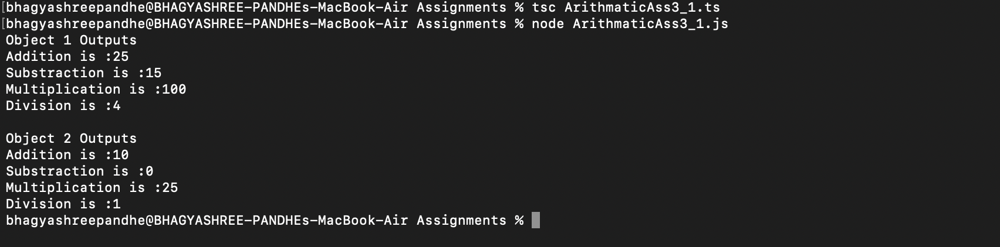 [bhagyashreepandhe@BHAGYASHREE-PANDHEs-MacBook-Air Assignments % tsc ArithmaticAss3_1.ts
[bhagyashreepandhe@BHAGYASHREE-PANDHEs-MacBook-Air Assignments % node ArithmaticAss3_1.js
Object 1 Outputs
Addition is :25
Substraction is :15
Multiplication is :100
Division is :4

Object 2 Outputs
Addition is :10
Substraction is :0
Multiplication is :25
Division is :1
bhagyashreepandhe@BHAGYASHREE-PANDHEs-MacBook-Air Assignments %